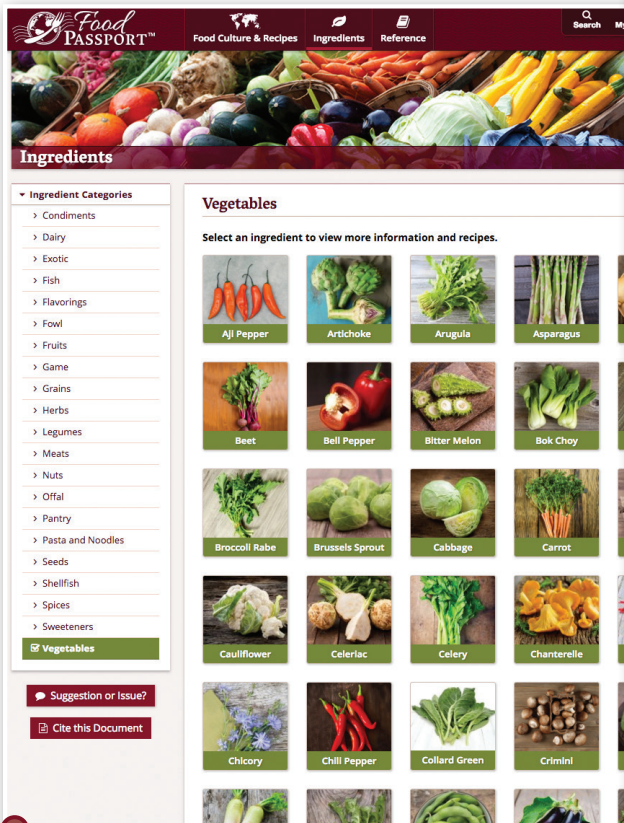 Food
PASSPORT™
Food Culture & Recipes
Ingredients
Reference
Search
My
Ingredients
Ingredient Categories
Condiments
Dairy
Exotic
Fish
Flavorings
Fowl
Fruits
Game
Grains
Herbs
Legumes
Meats
Nuts
Offal
Pantry
Pasta and Noodles
Seeds
Shellfish
Spices
Sweeteners
Vegetables
Suggestion or Issue?
Cite this Document
Vegetables
Select an ingredient to view more information and recipes.
Aji Pepper
Artichoke
Arugula
Asparagus
Beet
Bell Pepper
Bitter Melon
Bok Choy
Broccoli Rabe
Brussels Sprout
Cabbage
Carrot
Cauliflower
Celeriac
Celery
Chanterelle
Chicory
Chili Pepper
Collard Green
Crimini